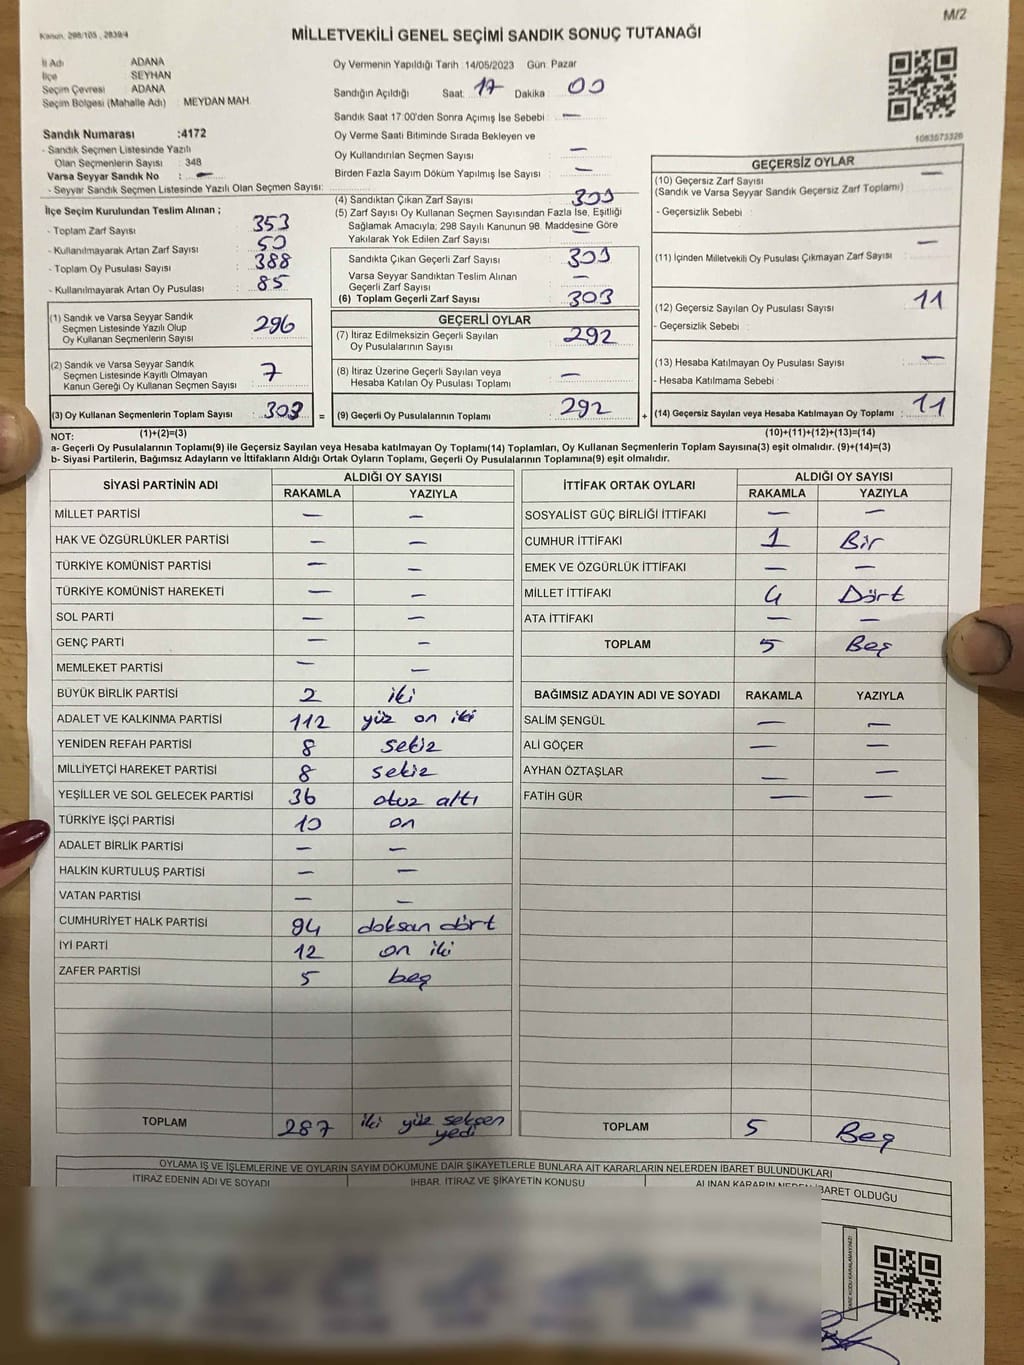 M/2
Kanun. 298/105 , 2839/4
MİLLETVEKİLİ GENEL SEÇİMİ SANDIK SONUÇ TUTANAĞI
İl Adı : ADANA
İlçe : SEYHAN
Seçim Çevresi : ADANA
Seçim Bölgesi (Mahalle Adı) : MEYDAN MAH.
Sandık Numarası :4172
- Sandık Seçmen Listesinde Yazılı
Olan Seçmenlerin Sayısı : 348
Varsa Seyyar Sandık No : —
- Seyyar Sandık Seçmen Listesinde Yazılı Olan Seçmen Sayısı:
Oy Vermenin Yapıldığı Tarih :14/05/2023 Gün: Pazar
Sandığın Açıldığı Saat: 17 Dakika : 00
Sandık Saat 17:00'den Sonra Açımış İse Sebebi : —
Oy Verme Saati Bitiminde Sırada Bekleyen ve
Oy Kullandırılan Seçmen Sayısı : —
Birden Fazla Sayım Döküm Yapılmış İse Sayısı : —
1083573326
İlçe Seçim Kurulundan Teslim Alınan ;
- Toplam Zarf Sayısı : 353
- Kullanılmayarak Artan Zarf Sayısı : 50
- Toplam Oy Pusulası Sayısı : 388
- Kullanılmayarak Artan Oy Pusulası : 85
(1) Sandık ve Varsa Seyyar Sandık
Seçmen Listesinde Yazılı Olup
Oy Kullanan Seçmenlerin Sayısı : 296
(2) Sandık ve Varsa Seyyar Sandık
Seçmen Listesinde Kayıtlı Olmayan
Kanun Gereği Oy Kullanan Seçmen Sayısı : 7
(3) Oy Kullanan Seçmenlerin Toplam Sayısı : 303 =
(1)+(2)=(3)
(4) Sandıktan Çıkan Zarf Sayısı : 303
(5) Zarf Sayısı Oy Kullanan Seçmen Sayısından Fazla İse, Eşitliği
Sağlamak Amacıyla; 298 Sayılı Kanunun 98. Maddesine Göre
Yakılarak Yok Edilen Zarf Sayısı : —
Sandıkta Çıkan Geçerli Zarf Sayısı : 303
Varsa Seyyar Sandıktan Teslim Alınan
Geçerli Zarf Sayısı : —
(6) Toplam Geçerli Zarf Sayısı : 303
GEÇERLİ OYLAR
(7) İtiraz Edilmeksizin Geçerli Sayılan
Oy Pusulalarının Sayısı : 292
(8) İtiraz Üzerine Geçerli Sayılan veya
Hesaba Katılan Oy Pusulası Toplamı : —
(9) Geçerli Oy Pusulalarının Toplamı : 292 +
GEÇERSİZ OYLAR
(10) Geçersiz Zarf Sayısı : —
(Sandık ve Varsa Seyyar Sandık Geçersiz Zarf Toplamı)
- Geçersizlik Sebebi :
(11) İçinden Milletvekili Oy Pusulası Çıkmayan Zarf Sayısı : —
(12) Geçersiz Sayılan Oy Pusulası Sayısı : 11
- Geçersizlik Sebebi :
(13) Hesaba Katılmayan Oy Pusulası Sayısı : —
- Hesaba Katılmama Sebebi :
(14) Geçersiz Sayılan veya Hesaba Katılmayan Oy Toplamı : 11
(10)+(11)+(12)+(13)=(14)
NOT:
a- Geçerli Oy Pusulalarının Toplamı(9) ile Geçersiz Sayılan veya Hesaba katılmayan Oy Toplamı(14) Toplamları, Oy Kullanan Seçmenlerin Toplam Sayısına(3) eşit olmalıdır. (9)+(14)=(3)
b- Siyasi Partilerin, Bağımsız Adayların ve İttifakların Aldığı Ortak Oyların Toplamı, Geçerli Oy Pusulalarının Toplamına(9) eşit olmalıdır.
SİYASİ PARTİNİN ADI ALDIĞI OY SAYISI
RAKAMLA YAZIYLA
MİLLET PARTİSİ — —
HAK VE ÖZGÜRLÜKLER PARTİSİ — —
TÜRKİYE KOMÜNİST PARTİSİ — —
TÜRKİYE KOMÜNİST HAREKETİ — —
SOL PARTİ — —
GENÇ PARTİ — —
MEMLEKET PARTİSİ — —
BÜYÜK BİRLİK PARTİSİ 2 iki
ADALET VE KALKINMA PARTİSİ 112 yüz on iki
YENİDEN REFAH PARTİSİ 8 sekiz
MİLLİYETÇİ HAREKET PARTİSİ 8 sekiz
YEŞİLLER VE SOL GELECEK PARTİSİ 36 otuz altı
TÜRKİYE İŞÇİ PARTİSİ 10 on
ADALET BİRLİK PARTİSİ — —
HALKIN KURTULUŞ PARTİSİ — —
VATAN PARTİSİ — —
CUMHURİYET HALK PARTİSİ 94 doksan dört
İYİ PARTİ 12 on iki
ZAFER PARTİSİ 5 beş
TOPLAM 287 iki yüz seksen
yedi
İTTİFAK ORTAK OYLARI ALDIĞI OY SAYISI
RAKAMLA YAZIYLA
SOSYALİST GÜÇ BİRLİĞİ İTTİFAKI — —
CUMHUR İTTİFAKI 1 Bir
EMEK VE ÖZGÜRLÜK İTTİFAKI — —
MİLLET İTTİFAKI 4 Dört
ATA İTTİFAKI — —
TOPLAM 5 Beş
BAĞIMSIZ ADAYIN ADI VE SOYADI RAKAMLA YAZIYLA
SALİM ŞENGÜL — —
ALİ GÖÇER — —
AYHAN ÖZTAŞLAR — —
FATİH GÜR — —
TOPLAM 5 Beş
OYLAMA İŞ VE İŞLEMLERİNE VE OYLARIN SAYIM DÖKÜMÜNE DAİR ŞİKAYETLERLE BUNLARA AİT KARARLARIN NELERDEN İBARET BULUNDUKLARI
İTİRAZ EDENİN ADI VE SOYADI İHBAR, İTİRAZ VE ŞİKAYETİN KONUSU ALINAN KARARIN NEDEN İBARET OLDUĞU